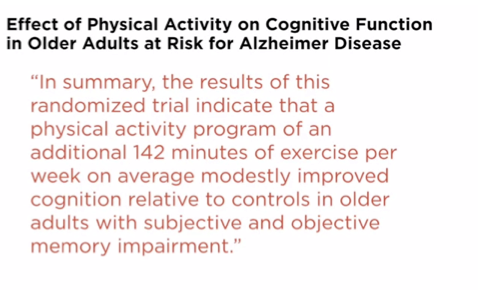 Effect of Physical Activity on Cognitive Function
in Older Adults at Risk for Alzheimer Disease
“In summary, the results of this
randomized trial indicate that a
physical activity program of an
additional 142 minutes of exercise per
week on average modestly improved
cognition relative to controls in older
adults with subjective and objective
memory impairment.”